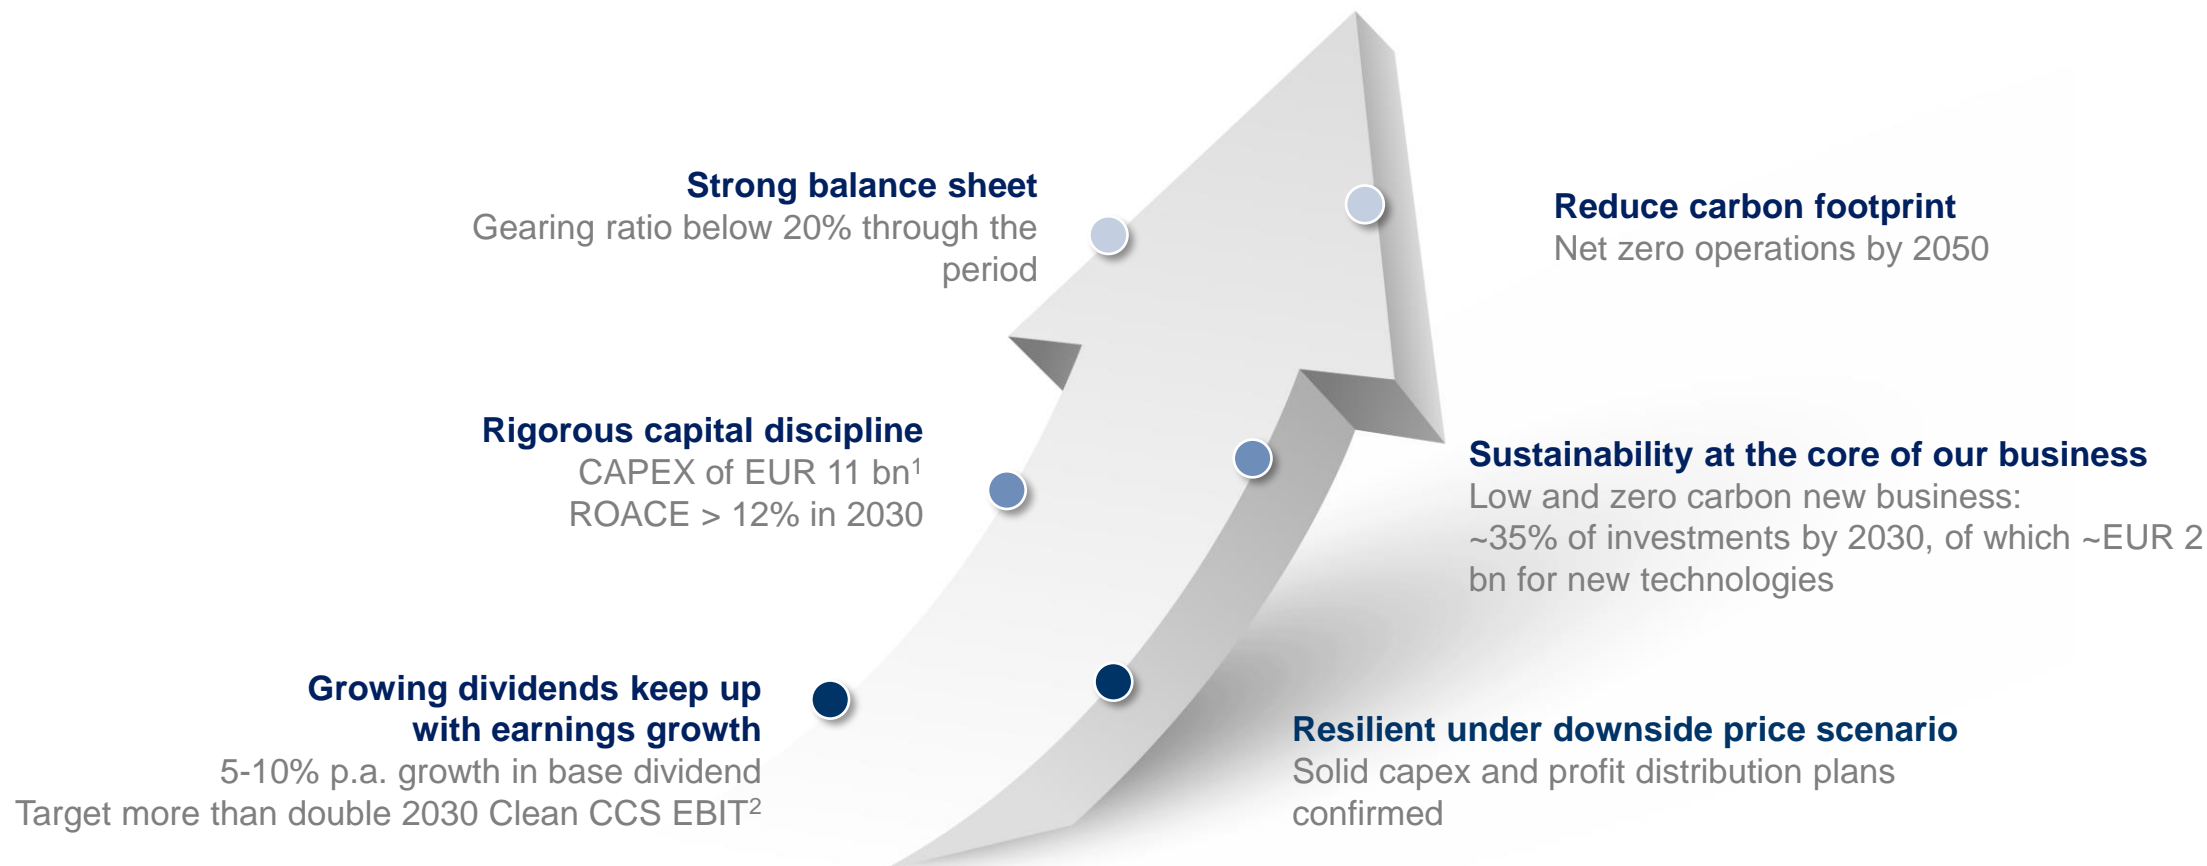 Strong balance sheet
Gearing ratio below 20% through the
period
Reduce carbon footprint
Net zero operations by 2050
Rigorous capital discipline
CAPEX of EUR 11 bn¹
ROACE > 12% in 2030
Sustainability at the core of our business
Low and zero carbon new business:
~35% of investments by 2030, of which ~EUR 2
bn for new technologies
Growing dividends keep up
with earnings growth
5-10% p.a. growth in base dividend
Target more than double 2030 Clean CCS EBIT²
Resilient under downside price scenario
Solid capex and profit distribution plans
confirmed